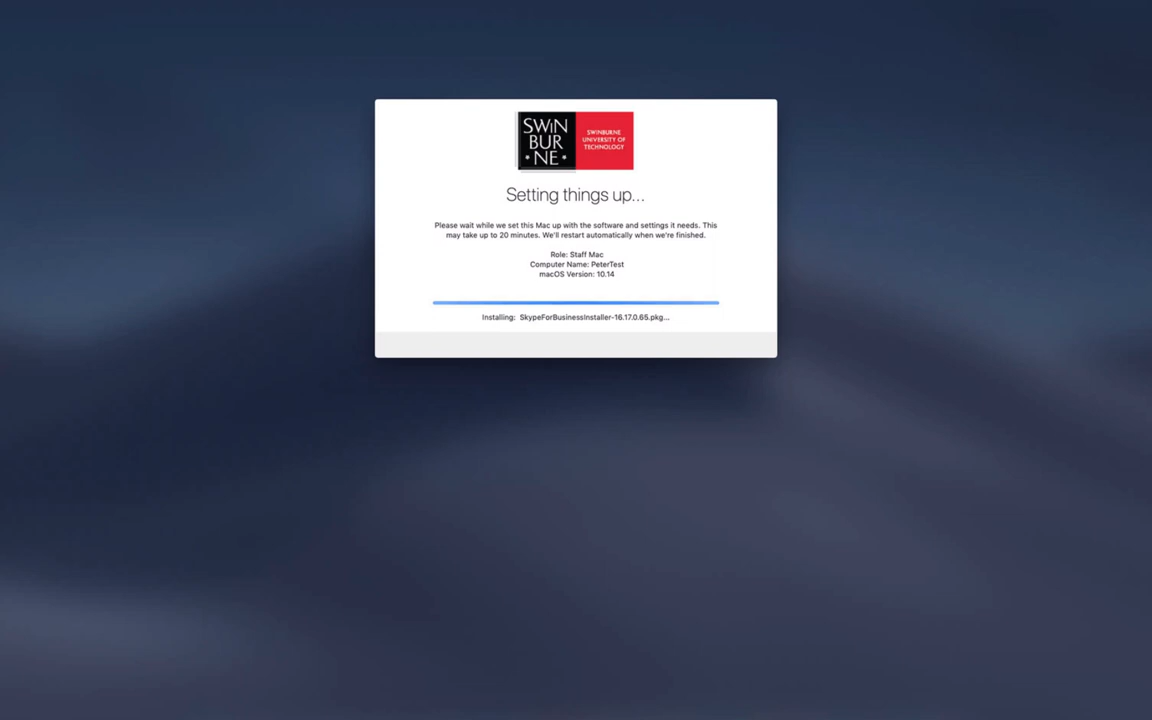 SWIN
BUR
* NE *
SWINBURNE
UNIVERSITY OF
TECHNOLOGY
Setting things up...
Please wait while we set this Mac up with the software and settings it needs. This
may take up to 20 minutes. We'll restart automatically when we're finished.
Role: Staff Mac
Computer Name: PeterTest
macOS Version: 10.14
Installing: SkypeForBusinessInstaller-16.17.0.65.pkg...